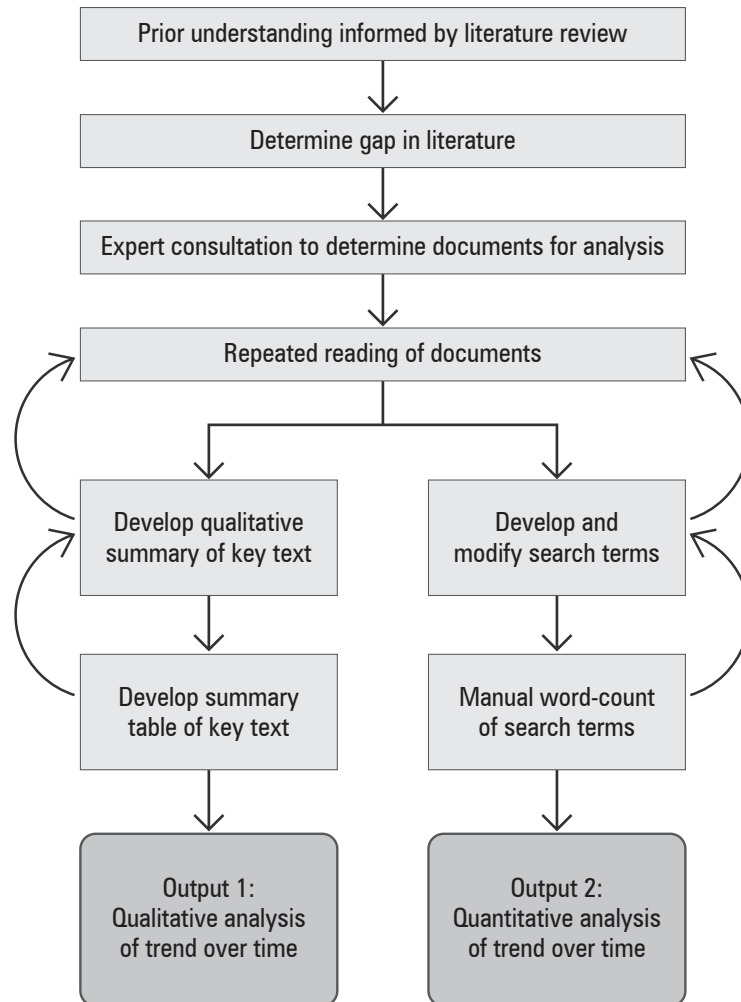 Prior understanding informed by literature review
Determine gap in literature
Expert consultation to determine documents for analysis
Repeated reading of documents
Develop qualitative
summary of key text
Develop and
modify search terms
Develop summary
table of key text
Manual word-count
of search terms
Output 1:
Qualitative analysis
of trend over time
Output 2:
Quantitative analysis
of trend over time